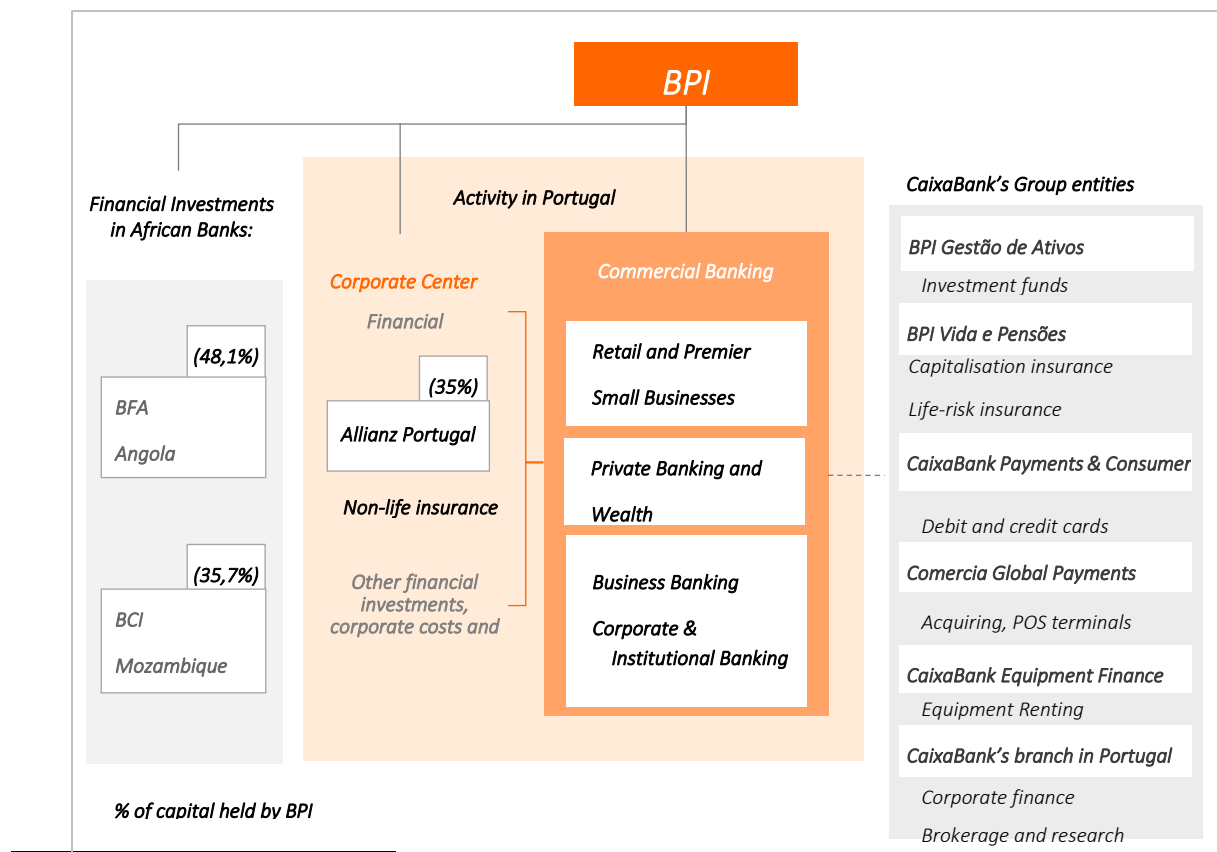 BPI
Financial Investments
in African Banks:
(48,1%)
BFA
Angola
(35,7%)
BCI
Mozambique
% of capital held by BPI
Activity in Portugal
Corporate Center
Financial
(35%)
Allianz Portugal
Non-life insurance
Other financial
investments,
corporate costs and
Commercial Banking
Retail and Premier
Small Businesses
Private Banking and
Wealth
Business Banking
Corporate &
Institutional Banking
CaixaBank’s Group entities
BPI Gestão de Ativos
Investment funds
BPI Vida e Pensões
Capitalisation insurance
Life-risk insurance
CaixaBank Payments & Consumer
Debit and credit cards
Comercia Global Payments
Acquiring, POS terminals
CaixaBank Equipment Finance
Equipment Renting
CaixaBank’s branch in Portugal
Corporate finance
Brokerage and research